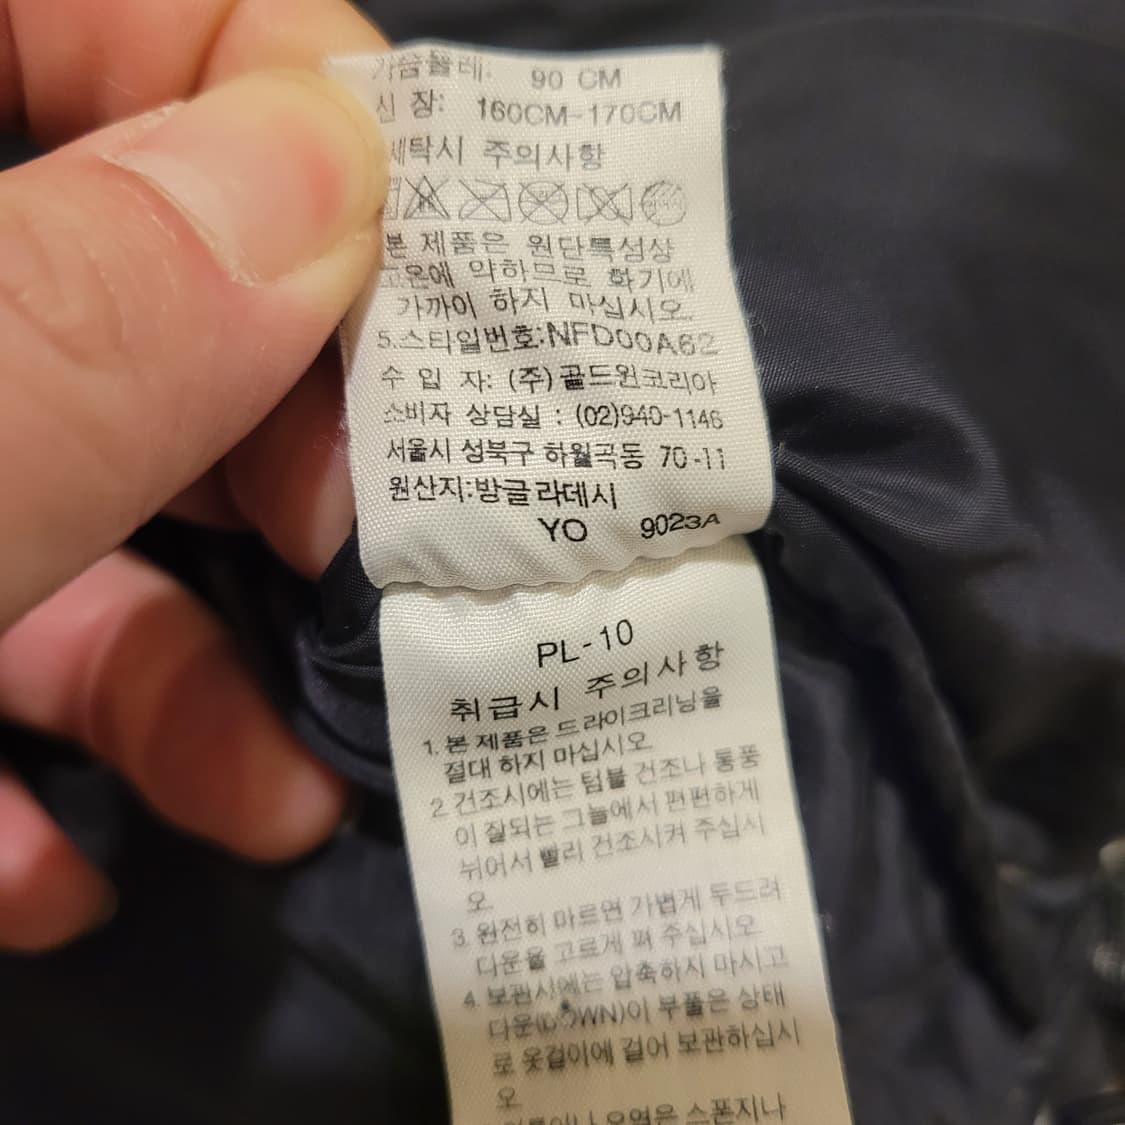 가슴둘레: 90 CM
신 장: 160CM-170CM
세탁시 주의사항
본 제품은 원단특성상
고온에 약하므로 화기에
가까이 하지 마십시오.
5.스타일번호:NFD00A62
수 입 자: (주)골드윈코리아
소비자 상담실 : (02)940-1146
서울시 성북구 하월곡동 70-11
원산지:방글라데시
YO 9023A
PL-10
취급시 주의사항
1. 본 제품은 드라이크리닝을
절대 하지 마십시오
2 건조시에는 텀블 건조나 통풍
이 잘되는 그늘에서 편편하게
뉘어서 빨리 건조시켜 주십시
오.
3. 완전히 마르면 가볍게 두드려
다운을 고르게 펴 주십시오
4. 보관시에는 압축하지 마시고
다운(DOWN)이 부풀은 상태
로 옷걸이에 걸어 보관하십시
오
오염은 스폰지나